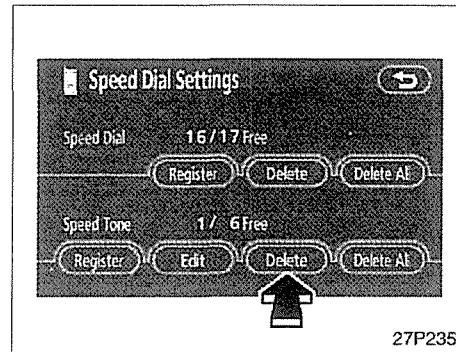 Speed Dial Settings
Speed Dial 16/17 Free
Register Delete Delete All
Speed Tone 1/ 6 Free
Register Edit Delete Delete All
27P235